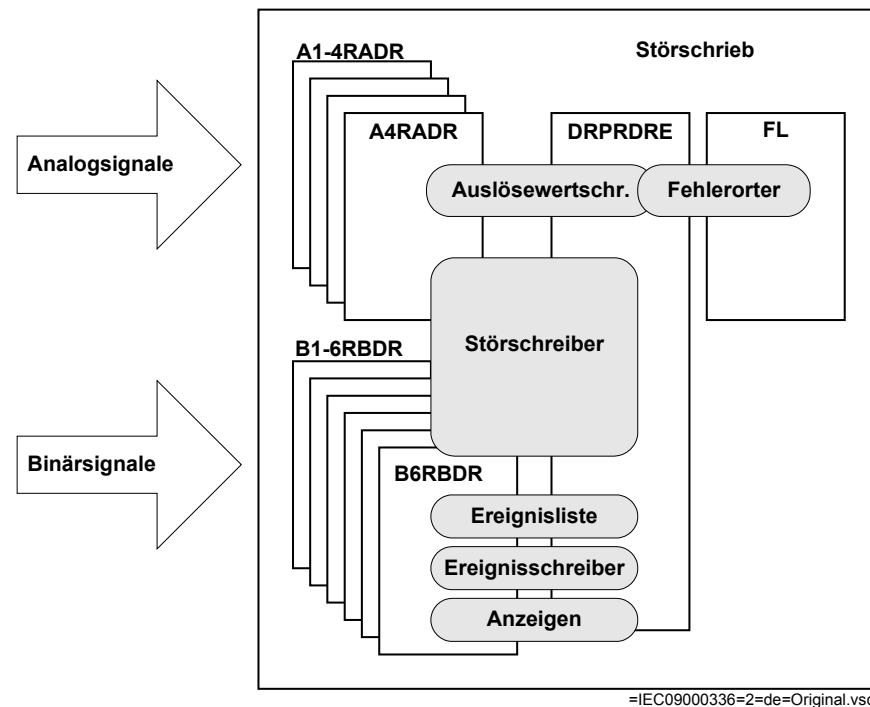 A1-4RADR
Störschrieb
A4RADR
DRPRDRE
FL
Analogsignale
Auslösewertschr.
Fehlerorter
Störschreiber
B1-6RBDR
Binärsignale
B6RBDR
Ereignisliste
Ereignisschreiber
Anzeigen
=IEC09000336=2=de=Original.vsd